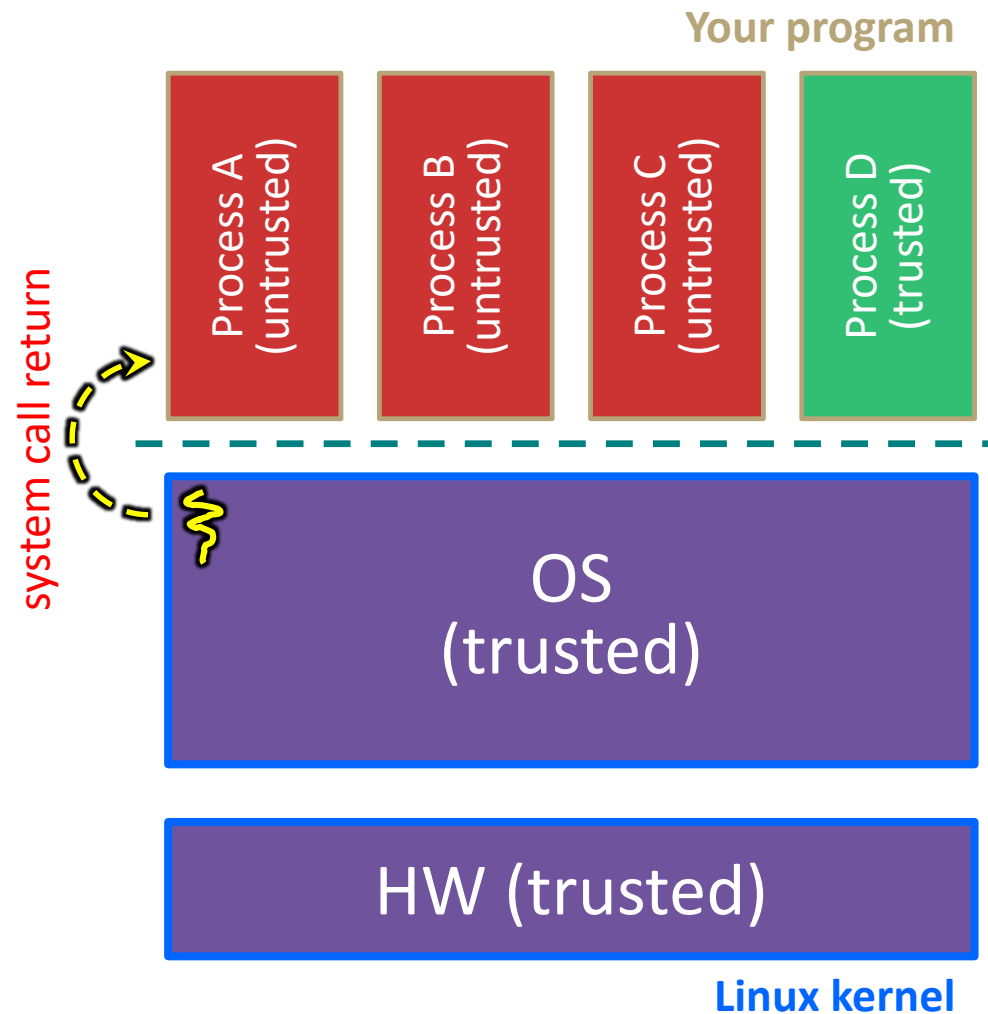 Your program
Process A
(untrusted)
Process B
(untrusted)
Process C
(untrusted)
Process D
(trusted)
system call return
OS
(trusted)
HW (trusted)
Linux kernel